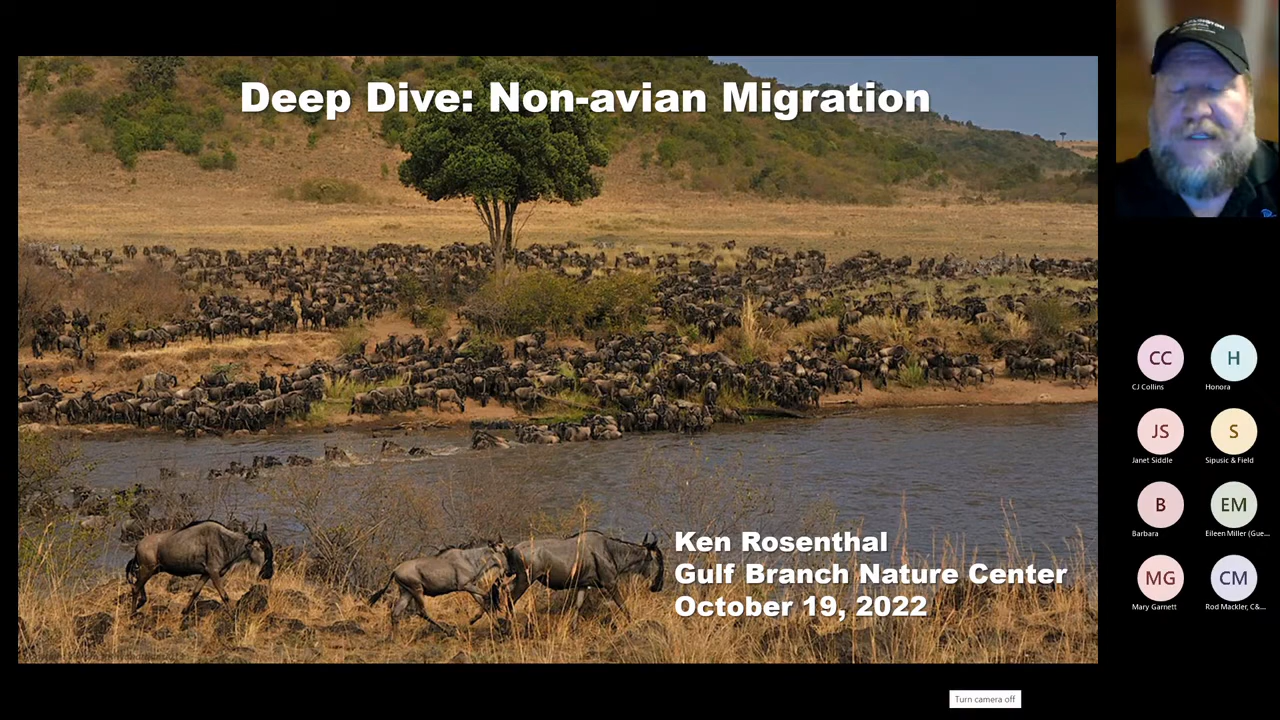 Deep Dive: Non-avian Migration
Ken Rosenthal
Gulf Branch Nature Center
October 19, 2022
CC
CJ Collins
H
Honora
JS
Janet Siddle
S
Sipusic & Field
B
Barbara
EM
Eileen Miller (Gue...
MG
Mary Garnett
CM
Rod Mackler, C&...
Turn camera off